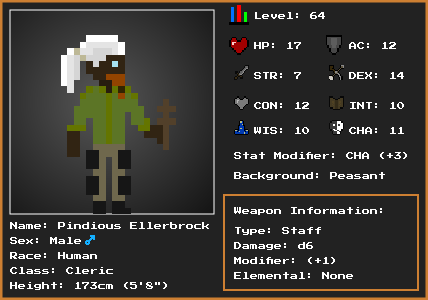 Level: 64
HP: 17 AC: 12
STR: 7 DEX: 14
CON: 12 INT: 10
WIS: 10 CHA: 11
Stat Modifier: CHA (+3)
Background: Peasant
Name: Pindious Ellerbrock
Sex: Male♂
Race: Human
Class: Cleric
Height: 173cm (5'8")
Weapon Information:
Type: Staff
Damage: d6
Modifier: (+1)
Elemental: None